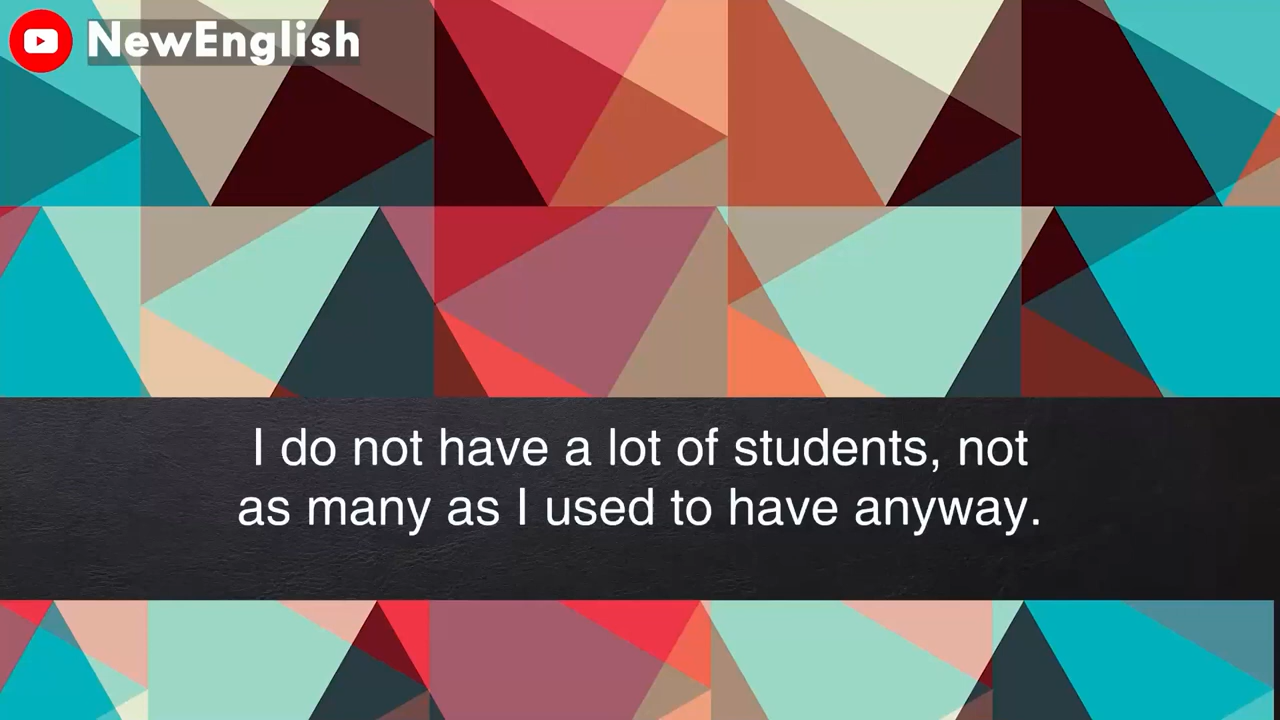 NewEnglish
I do not have a lot of students, not
as many as I used to have anyway.